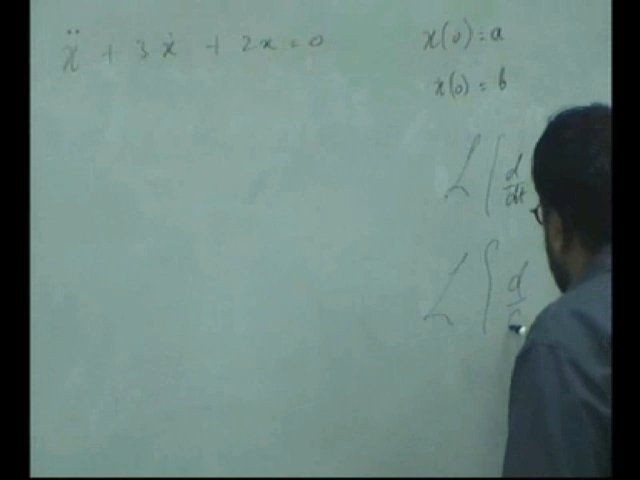 ẍ + 3ẋ + 2x = 0
x(0) = a
ẋ(0) = b
L [ d/dt
L [ d